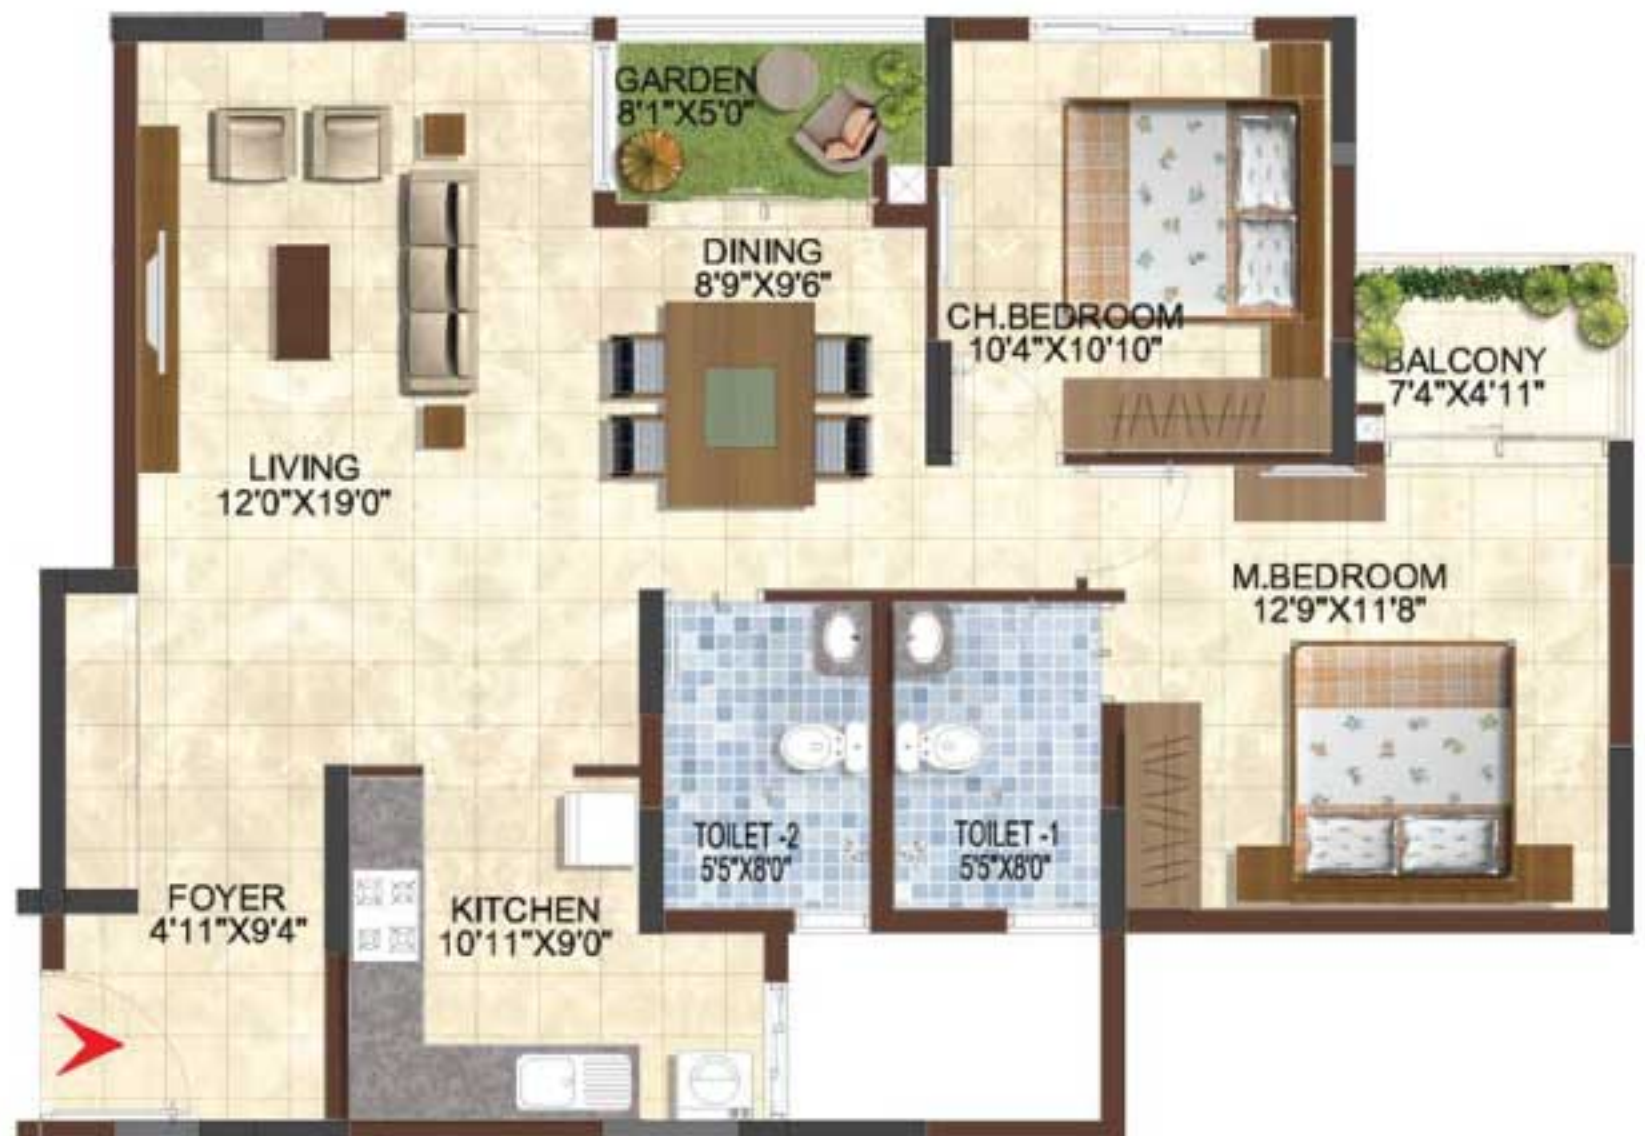 GARDEN
8'1"X5'0"
DINING
8'9"X9'6"
CH.BEDROOM
10'4"X10'10"
BALCONY
7'4"X4'11"
LIVING
12'0"X19'0"
M.BEDROOM
12'9"X11'8"
TOILET -2
5'5"X8'0"
TOILET -1
5'5"X8'0"
FOYER
4'11"X9'4"
KITCHEN
10'11"X9'0"